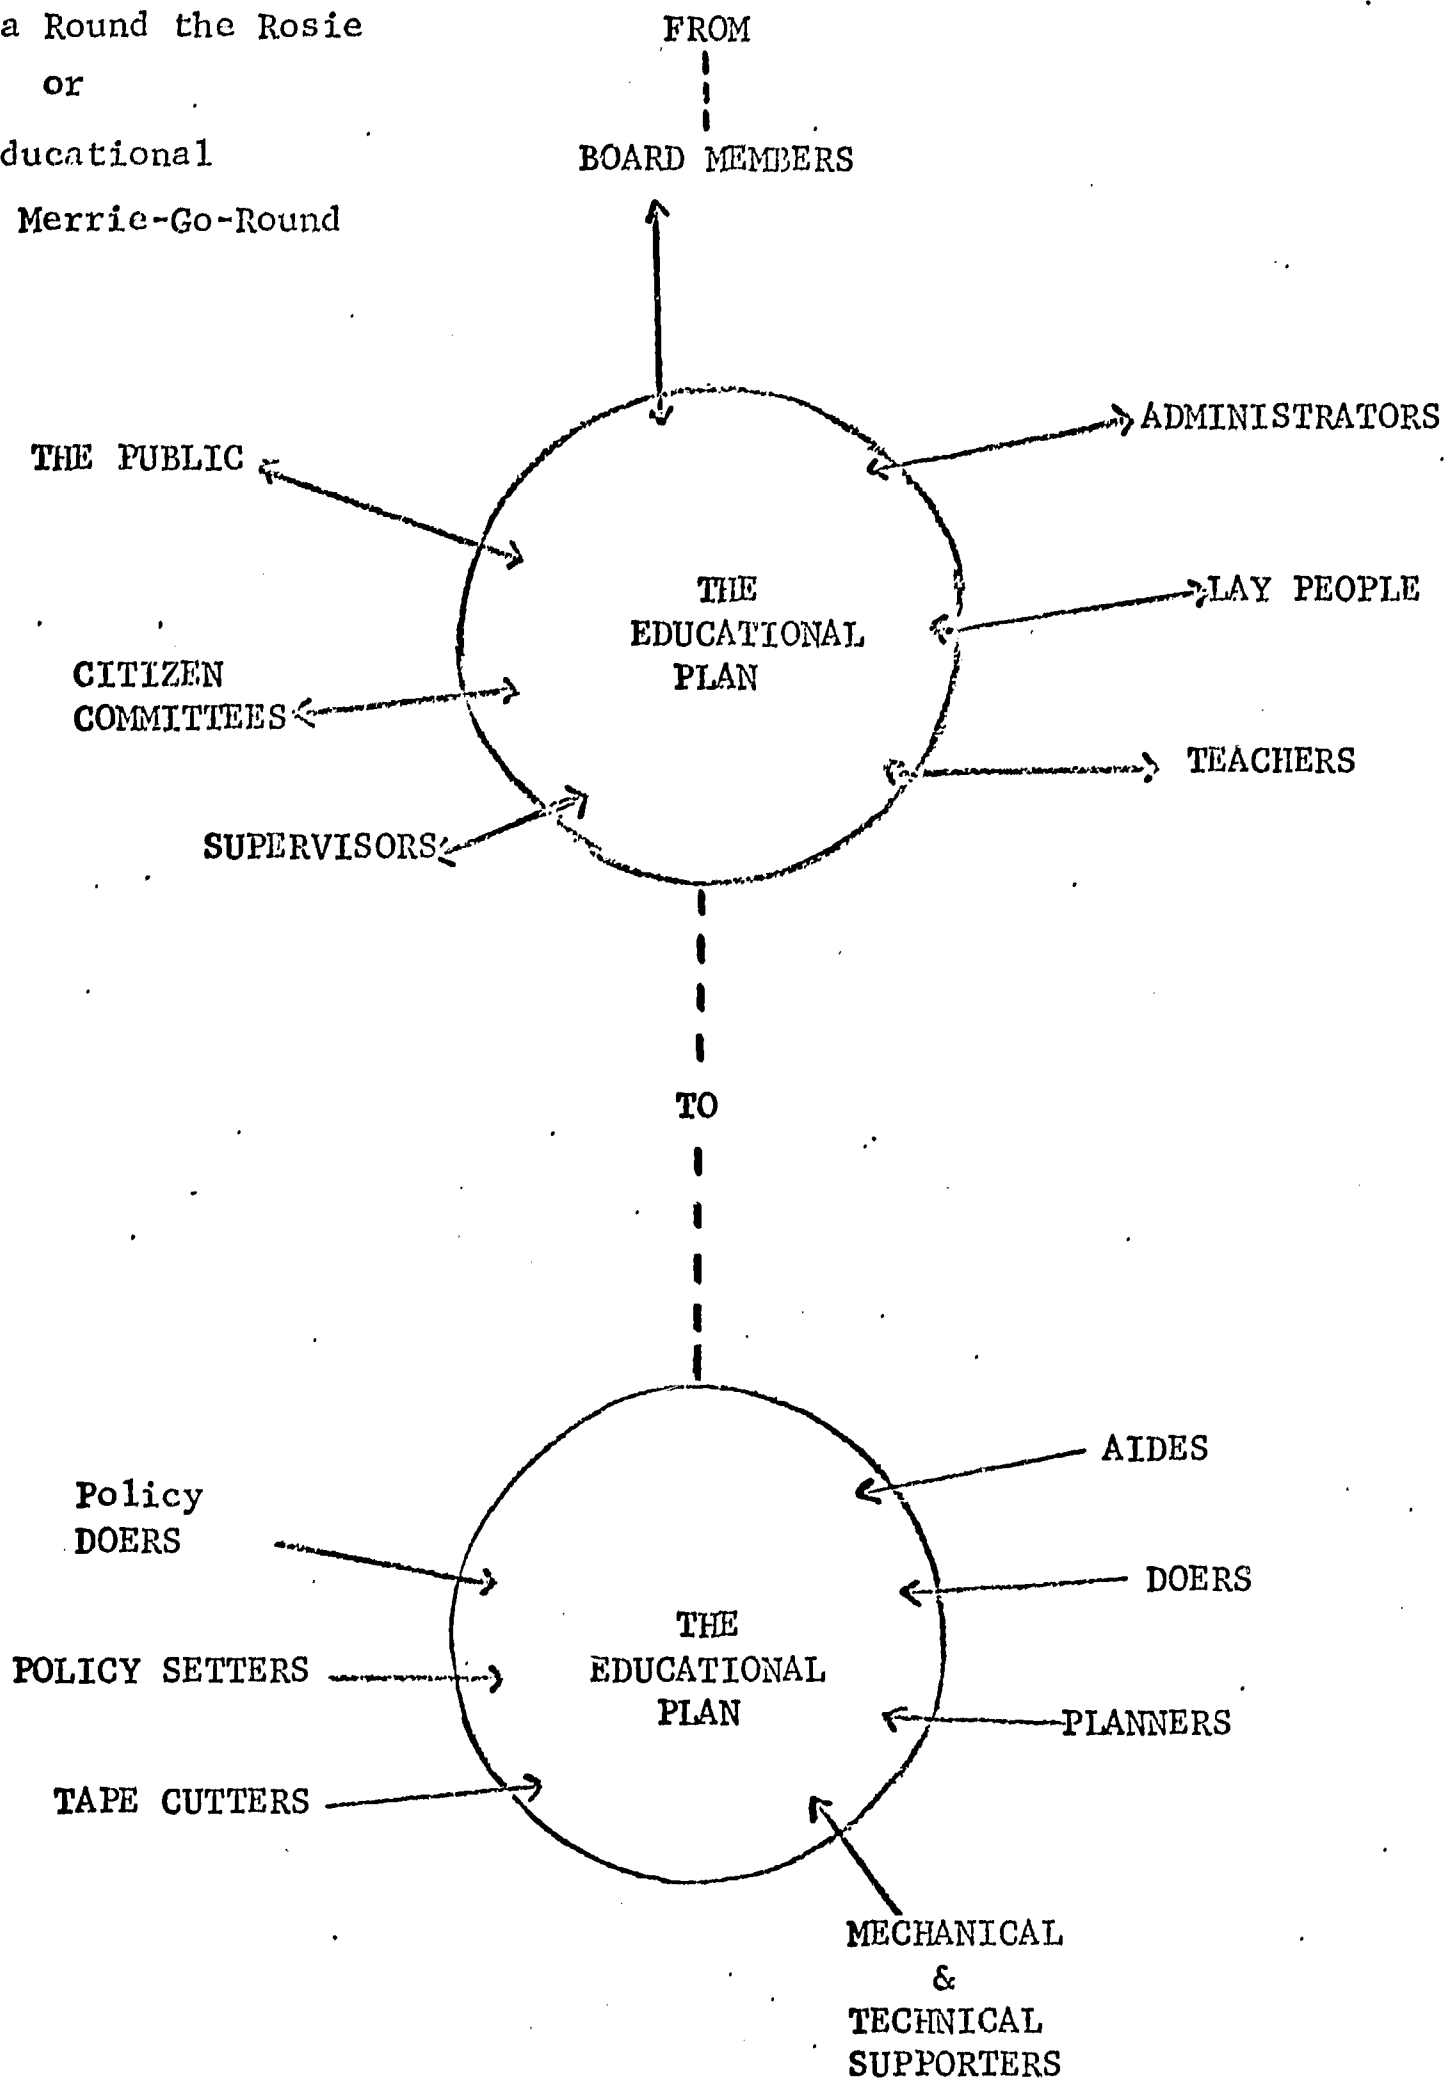 a Round the Rosie
or
ducational
Merrie-Go-Round
FROM
BOARD MEMBERS
THE PUBLIC
ADMINISTRATORS
THE
EDUCATIONAL
PLAN
LAY PEOPLE
CITIZEN
COMMITTEES
TEACHERS
SUPERVISORS
TO
AIDES
Policy
DOERS
DOERS
THE
EDUCATIONAL
PLAN
POLICY SETTERS
PLANNERS
TAPE CUTTERS
MECHANICAL
&
TECHNICAL
SUPPORTERS